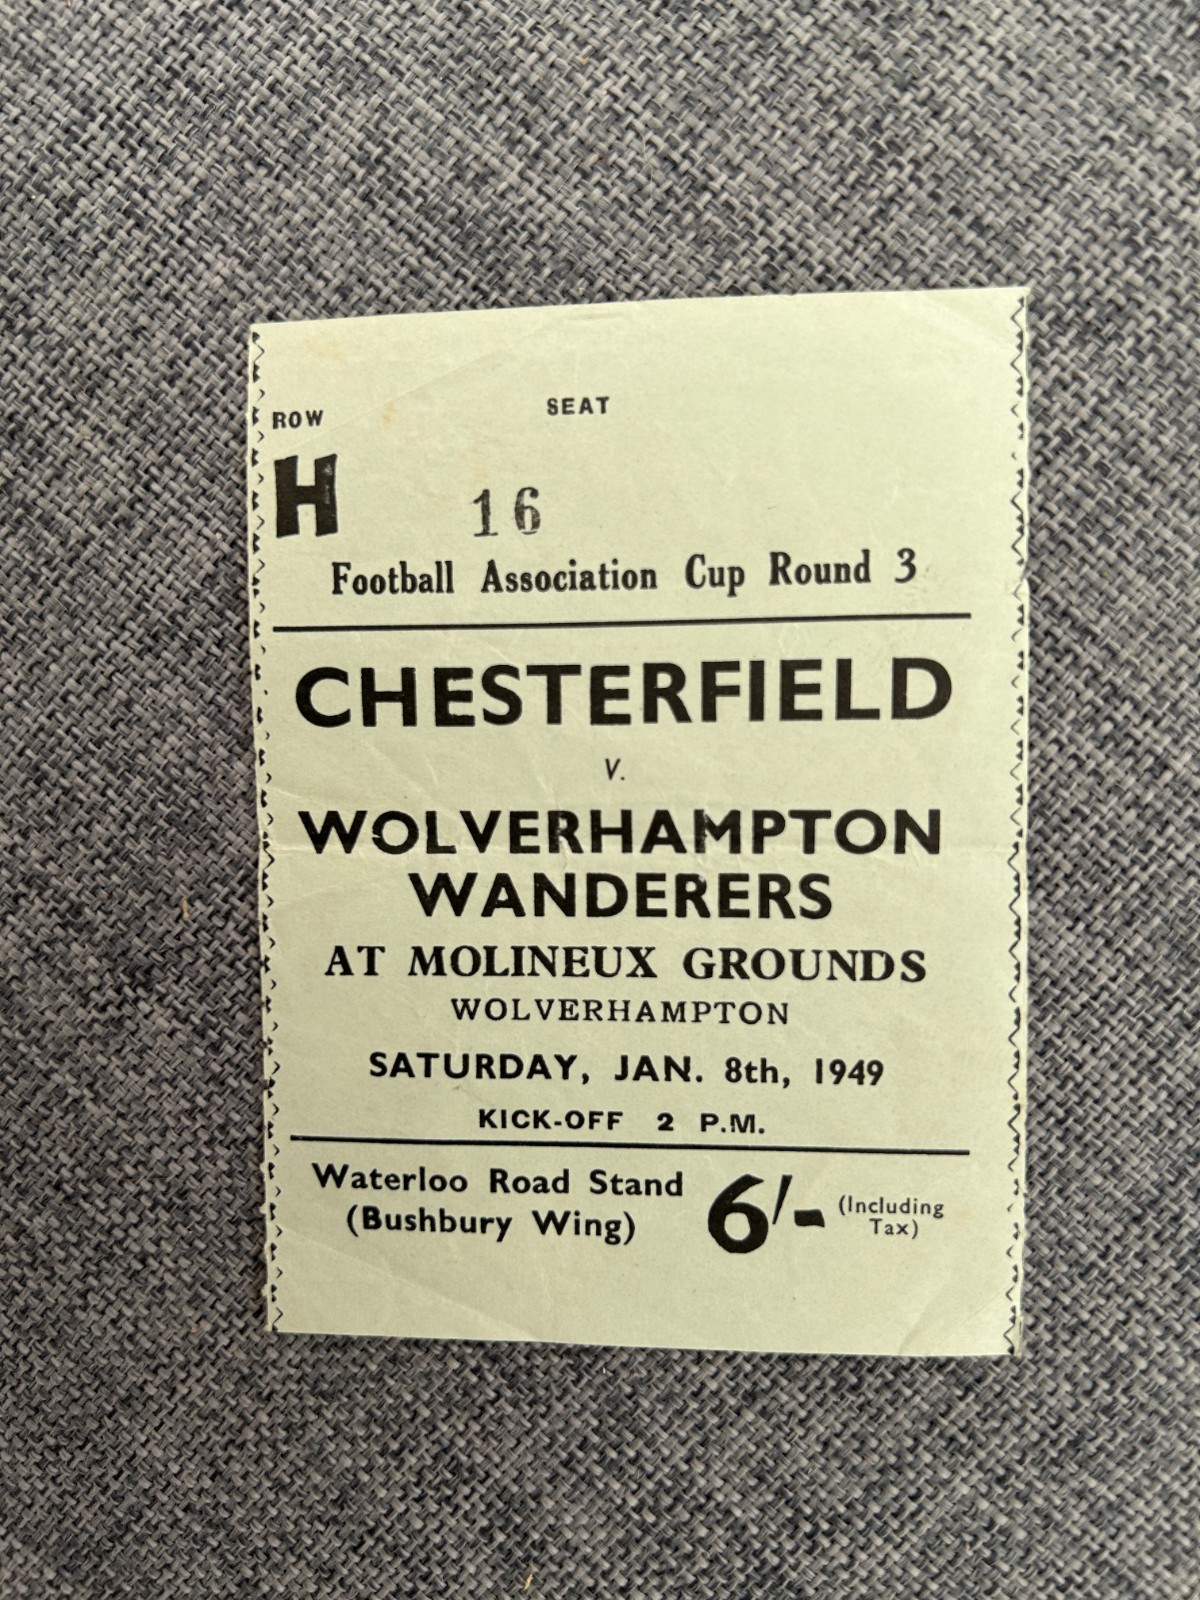 ROW SEAT
H 16
Football Association Cup Round 3
CHESTERFIELD
V.
WOLVERHAMPTON
WANDERERS
AT MOLINEUX GROUNDS
WOLVERHAMPTON
SATURDAY, JAN. 8th, 1949
KICK-OFF 2 P.M.
Waterloo Road Stand
(Bushbury Wing)
6/- (Including
Tax)